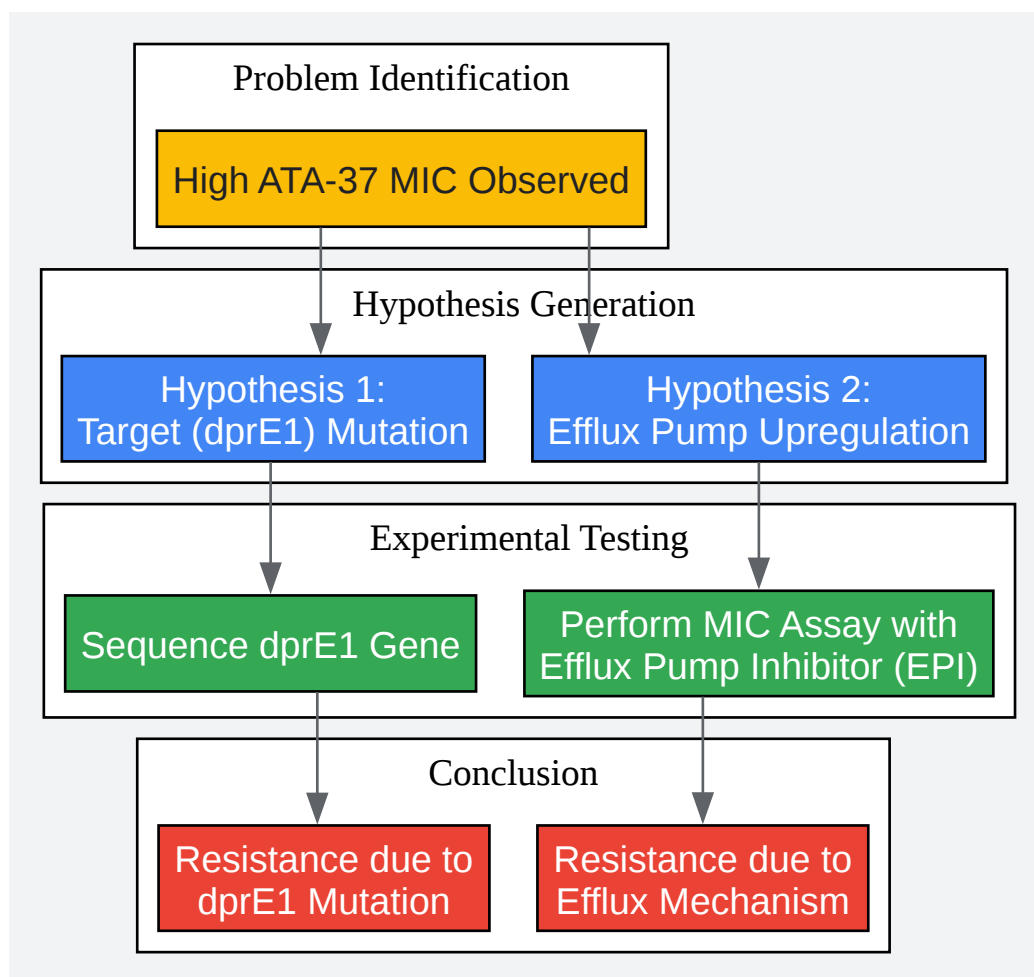 Problem Identification
High ATA-37 MIC Observed
Hypothesis Generation
Hypothesis 1:
Target (dprE1) Mutation
Hypothesis 2:
Efflux Pump Upregulation
Experimental Testing
Sequence dprE1 Gene
Perform MIC Assay with
Efflux Pump Inhibitor (EPI)
Conclusion
Resistance due to
dprE1 Mutation
Resistance due to
Efflux Mechanism